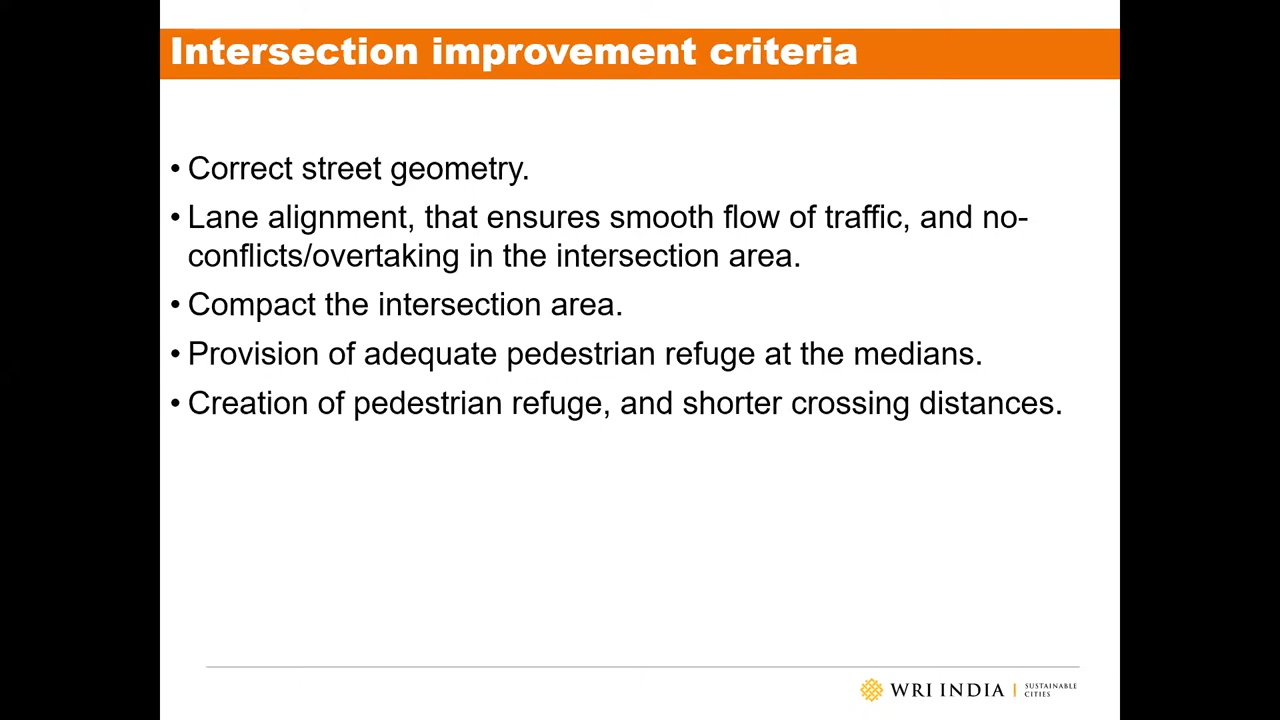 Intersection improvement criteria
• Correct street geometry.
• Lane alignment, that ensures smooth flow of traffic, and no-
conflicts/overtaking in the intersection area.
• Compact the intersection area.
• Provision of adequate pedestrian refuge at the medians.
• Creation of pedestrian refuge, and shorter crossing distances.
WRI INDIA | SUSTAINABLE
CITIES